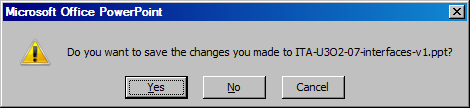 Microsoft Office PowerPoint
Do you want to save the changes you made to ITA-U3O2-07-interfaces-v1.ppt?
Yes No Cancel